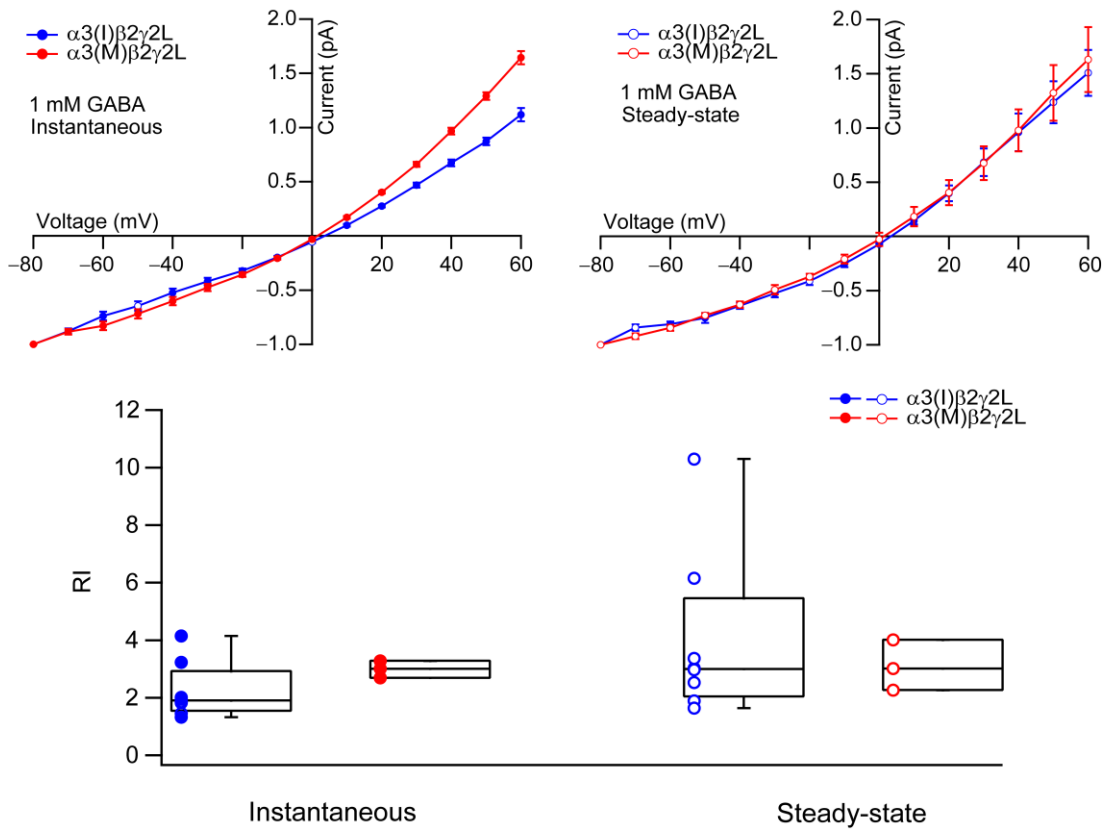 α3(I)β2γ2L
α3(M)β2γ2L
1 mM GABA
Instantaneous
Current (pA)
2.0
1.5
1.0
0.5
−0.5
−1.0
Voltage (mV)
−80 −60 −40 20 40 60
α3(I)β2γ2L
α3(M)β2γ2L
1 mM GABA
Steady-state
Current (pA)
2.0
1.5
1.0
0.5
−0.5
−1.0
Voltage (mV)
−80 −60 −40 20 40 60
α3(I)β2γ2L
α3(M)β2γ2L
RI
12
10
8
6
4
2
0
Instantaneous Steady-state